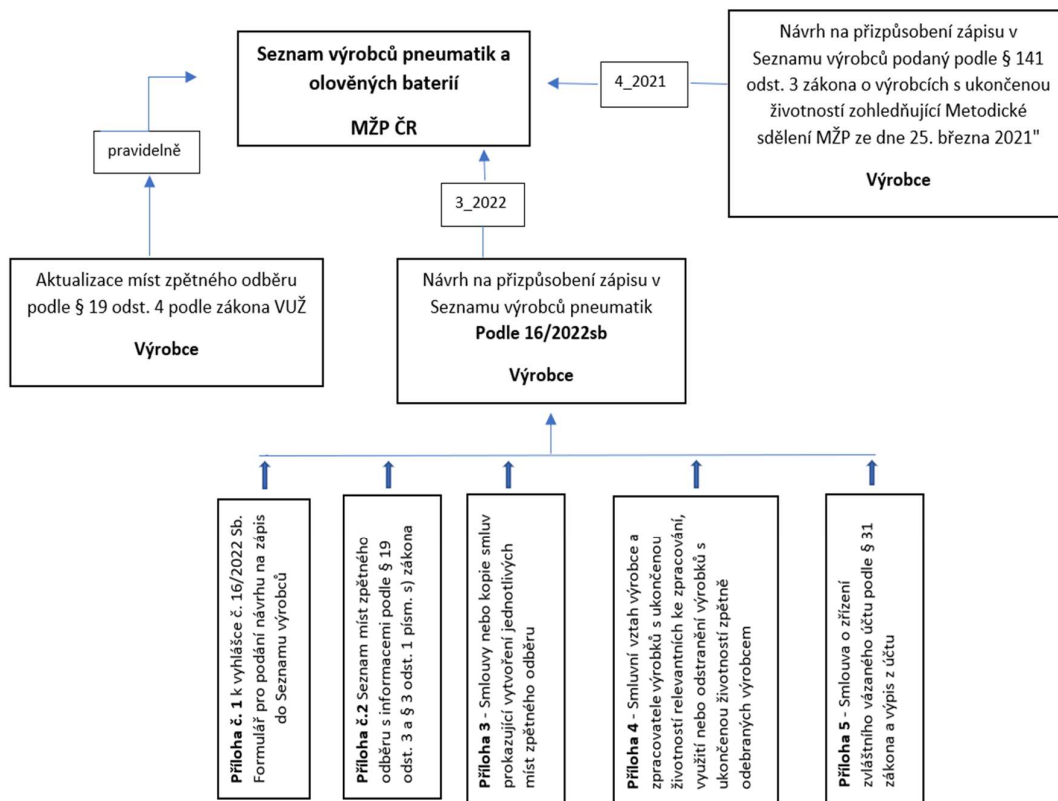 Seznam výrobců pneumatik a
olověných baterií
MŽP ČR
Návrh na přizpůsobení zápisu v
Seznamu výrobců podaný podle § 141
odst. 3 zákona o výrobcích s ukončenou
životností zohledňující Metodické
sdělení MŽP ze dne 25. března 2021"
Výrobce
4_2021
pravidelně
3_2022
Aktualizace míst zpětného odběru
podle § 19 odst. 4 podle zákona VUŽ
Výrobce
Návrh na přizpůsobení zápisu v
Seznamu výrobců pneumatik
Podle 16/2022sb
Výrobce
Příloha č. 1 k vyhlášce č. 16/2022 Sb.
Formulář pro podání návrhu na zápis
do Seznamu výrobců
Příloha č.2 Seznam míst zpětného
odběru s informacemi podle § 19
odst. 3 a § 3 odst. 1 písm. s) zákona
Příloha 3 - Smlouvy nebo kopie smluv
prokazující vytvoření jednotlivých
míst zpětného odběru
Příloha 4 - Smluvní vztah výrobce a
zpracovatele výrobků s ukončenou
životností relevantních ke zpracování,
využití nebo odstranění výrobků s
ukončenou životností zpětně
odebraných výrobcem
Příloha 5 - Smlouva o zřízení
zvláštního vázaného účtu podle § 31
zákona a výpis z účtu